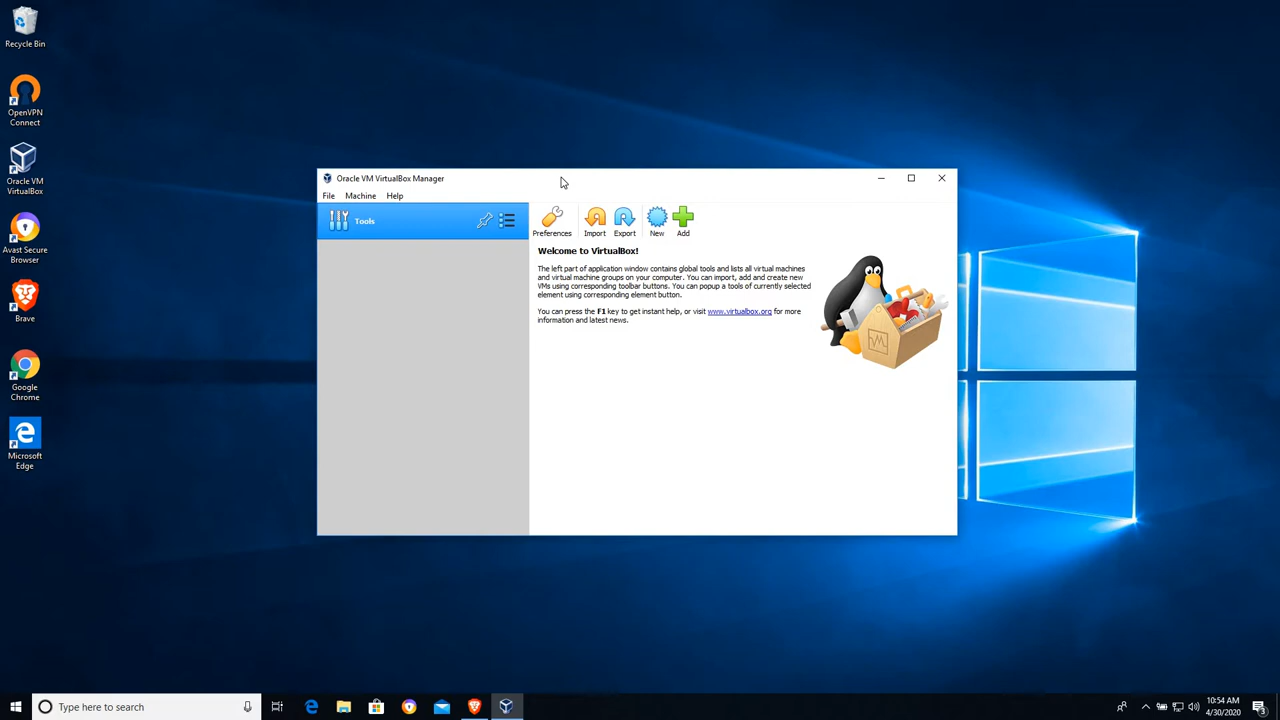 Recycle Bin
OpenVPN
Connect
Oracle VM
VirtualBox
Avast Secure
Browser
Brave
Google
Chrome
Microsoft
Edge
Oracle VM VirtualBox Manager
File Machine Help
Tools
Preferences Import Export New Add
Welcome to VirtualBox!
The left part of application window contains global tools and lists all virtual machines
and virtual machine groups on your computer. You can import, add and create new
VMs using corresponding toolbar buttons. You can popup a tools of currently selected
element using corresponding element button.
You can press the F1 key to get instant help, or visit www.virtualbox.org for more
information and latest news.
Type here to search
10:54 AM
4/30/2020
3